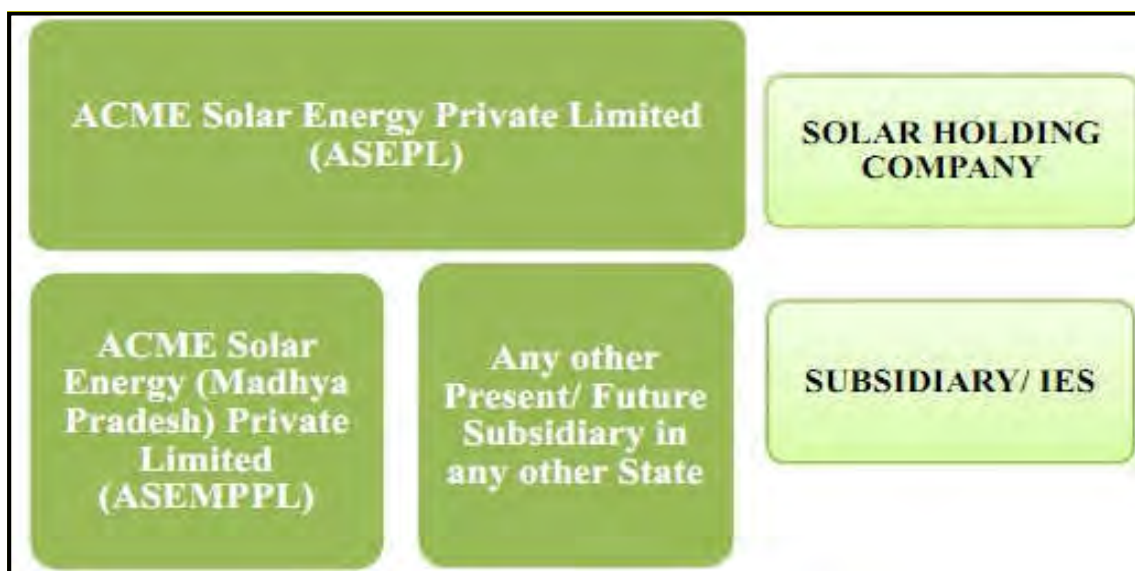 ACME Solar Energy Private Limited
(ASEPL)
SOLAR HOLDING
COMPANY
ACME Solar
Energy (Madhya
Pradesh) Private
Limited
(ASEMPPL)
Any other
Present/ Future
Subsidiary in
any other State
SUBSIDIARY/ IES